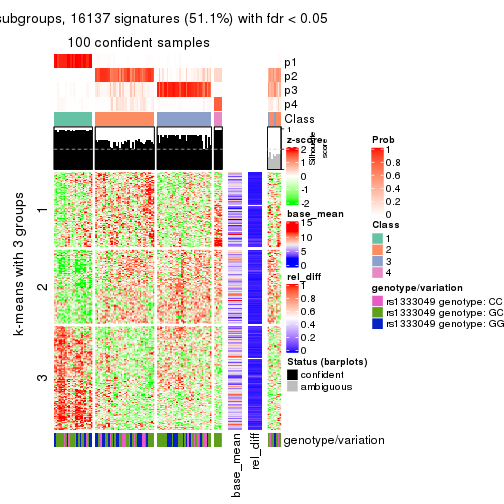 subgroups, 16137 signatures (51.1%) with fdr < 0.05
100 confident samples
p1
p2
p3
p4
Class
1
Silhouette
score
k-means with 3 groups
1
2
3
z-score
2
1
0
-1
-2
base_mean
15
10
5
0
rel_diff
1
0.8
0.6
0.4
0.2
0
Status (barplots)
confident
ambiguous
Prob
1
0.8
0.6
0.4
0.2
0
Class
1
2
3
4
genotype/variation
rs1333049 genotype: CC
rs1333049 genotype: GC
rs1333049 genotype: GG
genotype/variation
base_mean
rel_diff